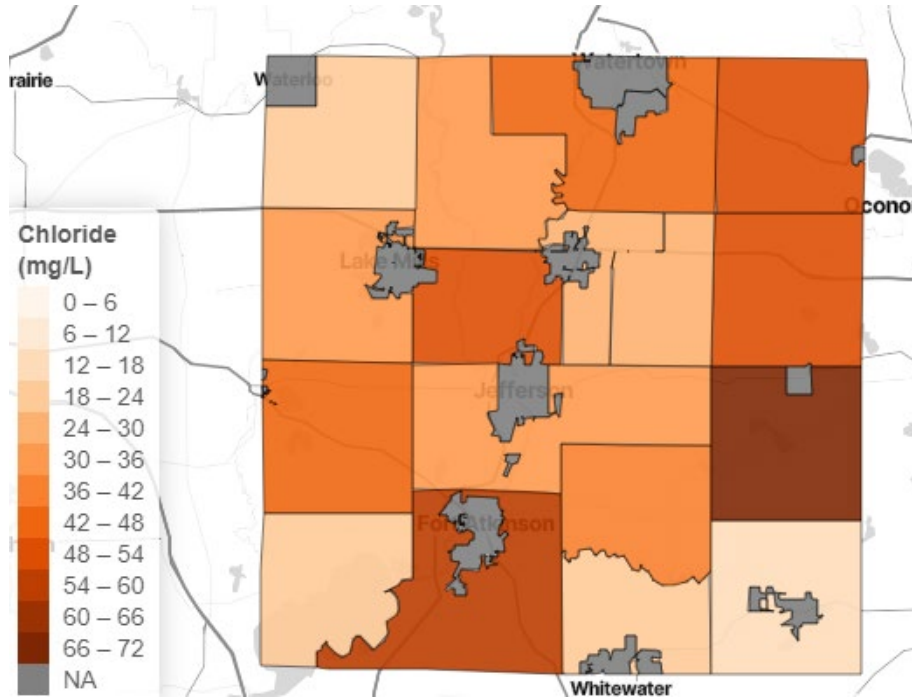 Watertown
rairie
Waterloo
Ocono
Lake Mills
Jefferson
Fort Atkinson
Whitewater
Chloride
(mg/L)
0 – 6
6 – 12
12 – 18
18 – 24
24 – 30
30 – 36
36 – 42
42 – 48
48 – 54
54 – 60
60 – 66
66 – 72
NA